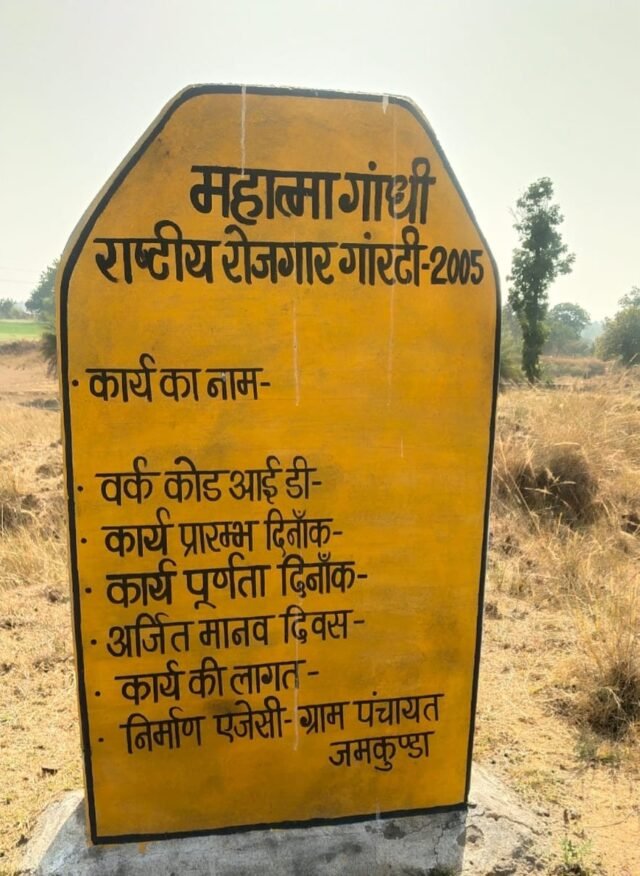 महात्मा गांधी
राष्टीय रोजगार गांरटी-2005
· कार्य का नाम-
· वर्क कोड आई डी-
· कार्य प्रारम्भ दिनाँक-
· कार्य पूर्णता दिनाँक-
· अर्जित मानव दिवस-
· कार्य की लागत-
· निर्माण एजेसी- ग्राम पंचायत
जमकुण्डा